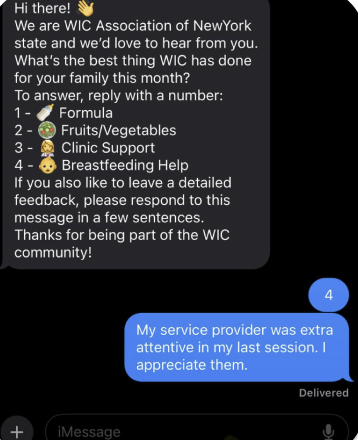 Hi there! 👋
We are WIC Association of NewYork
state and we'd love to hear from you.
What's the best thing WIC has done
for your family this month?
To answer, reply with a number:
1 - 🍼 Formula
2 - 🥗 Fruits/Vegetables
3 - 👩‍⚕️ Clinic Support
4 - 👶 Breastfeeding Help
If you also like to leave a detailed
feedback, please respond to this
message in a few sentences.
Thanks for being part of the WIC
community!
4
My service provider was extra
attentive in my last session. I
appreciate them.
Delivered
iMessage